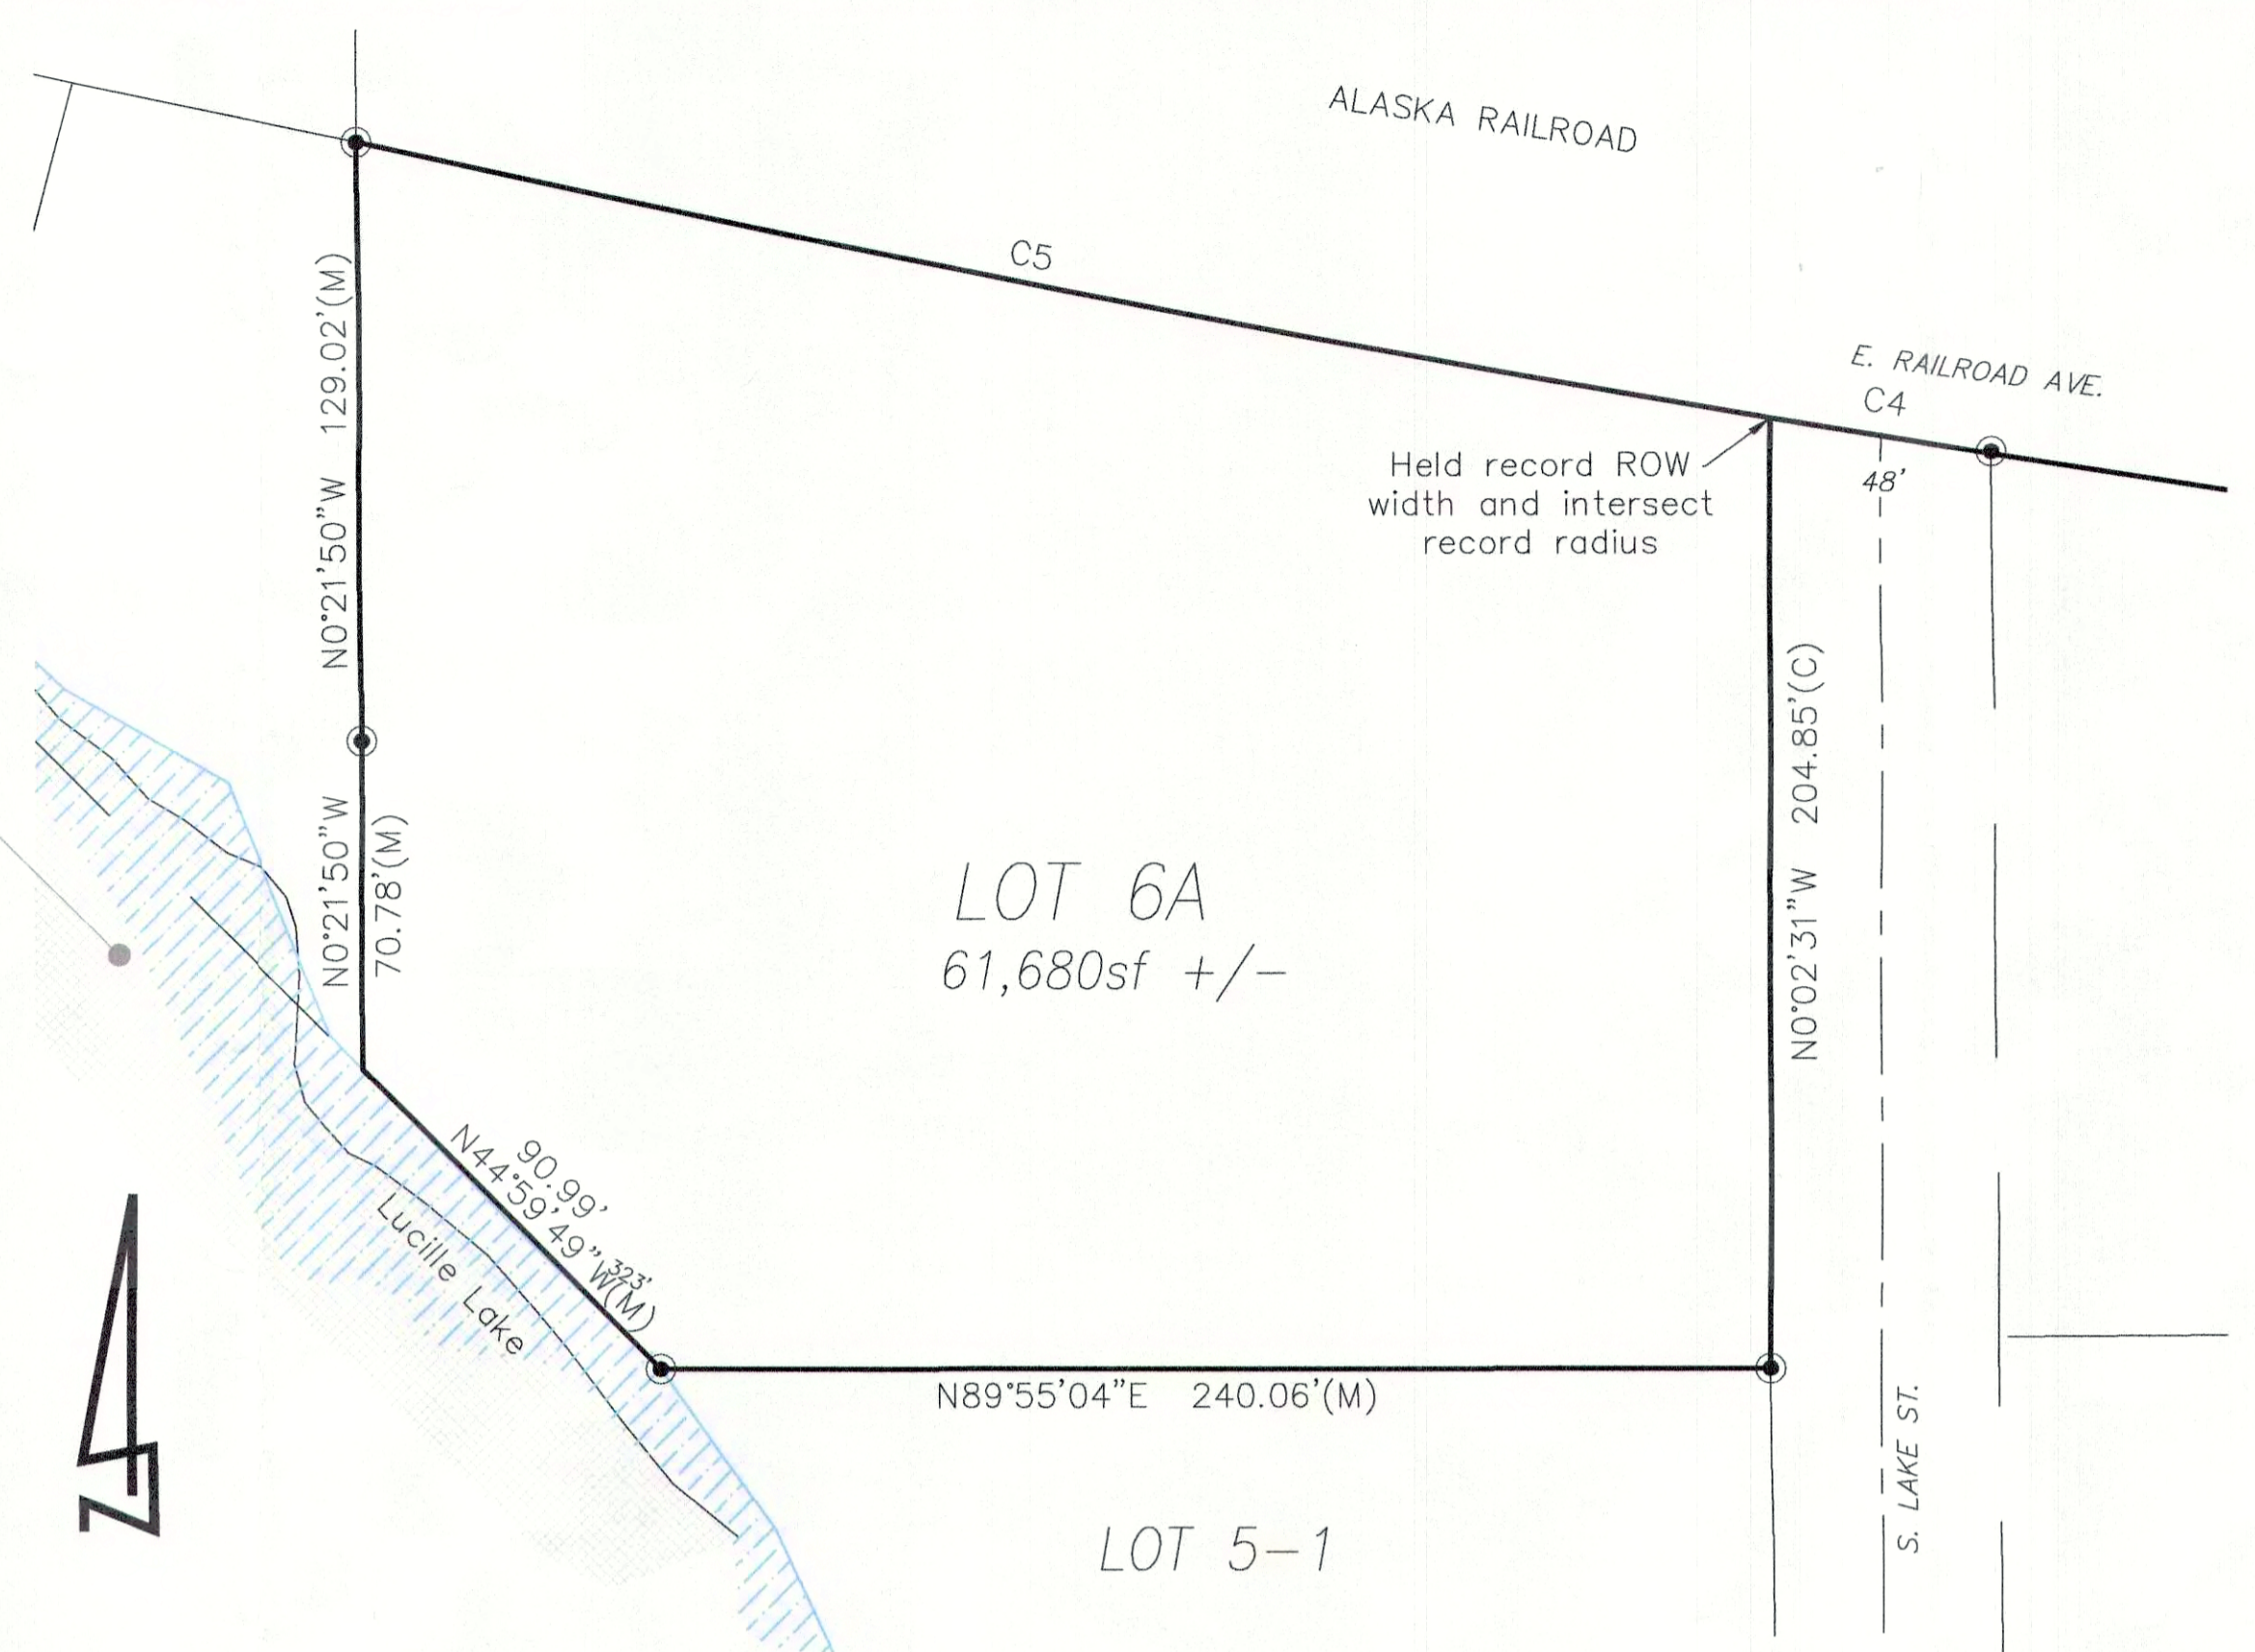 ALASKA RAILROAD
C5
E. RAILROAD AVE.
C4
48'
Held record ROW
width and intersect
record radius
N0°21'50"W 129.02'(M)
N0°21'50"W
70.78'(M)
N0°02'31"W 204.85'(C)
LOT 6A
61,680sf +/-
90.99'
N44°59'49"W(M)
323'
Lucille Lake
N89°55'04"E 240.06'(M)
S. LAKE ST.
LOT 5-1
N